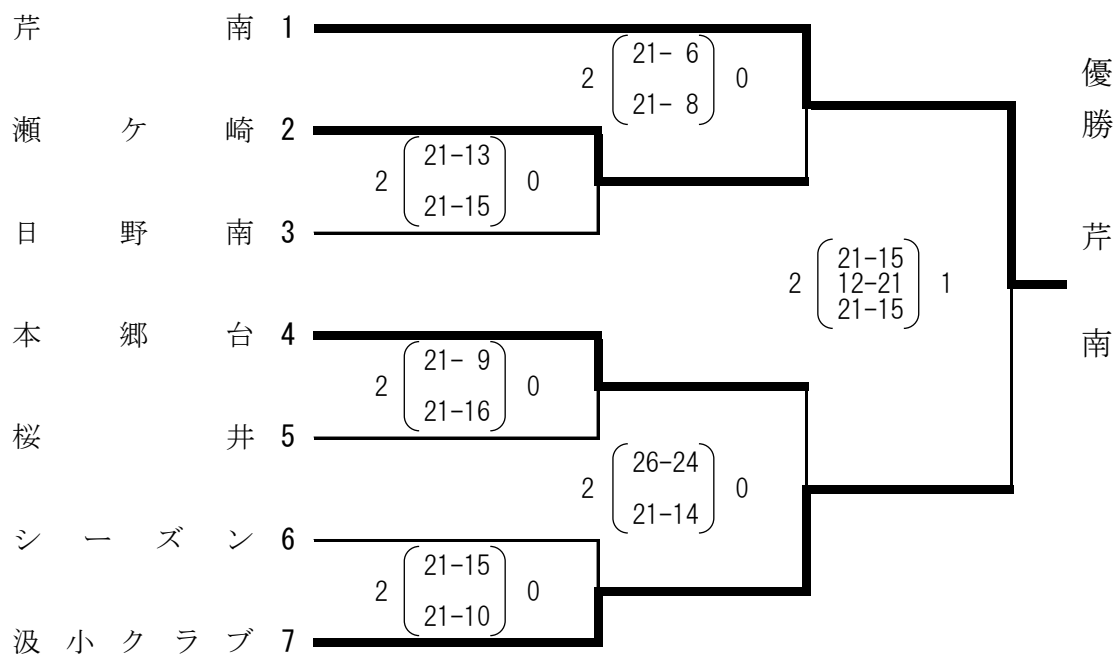 芹南 1
2 21- 6 0
21- 8
瀬ケ崎 2
2 21-13 0
21-15
日野南 3
2 21-15 1
12-21
21-15
本郷台 4
2 21- 9 0
21-16
桜井 5
2 26-24 0
21-14
シーズン 6
2 21-15 0
21-10
汲小クラブ 7
優勝 芹南